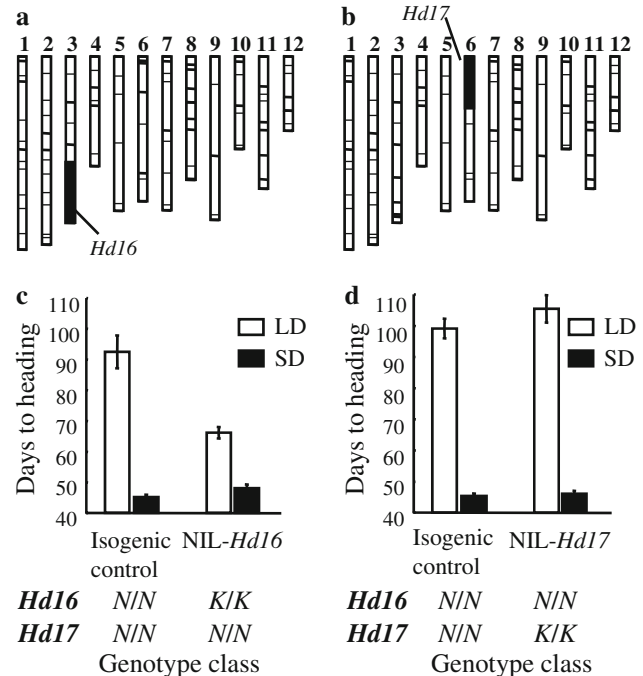 a
1 2 3 4 5 6 7 8 9 10 11 12
Hd16
b
Hd17
1 2 3 4 5 6 7 8 9 10 11 12
c
Days to heading
110
100
90
80
70
60
50
40
LD
SD
Isogenic control
NIL-Hd16
Hd16 N/N K/K
Hd17 N/N N/N
Genotype class
d
Days to heading
110
100
90
80
70
60
50
40
LD
SD
Isogenic control
NIL-Hd17
Hd16 N/N N/N
Hd17 N/N K/K
Genotype class